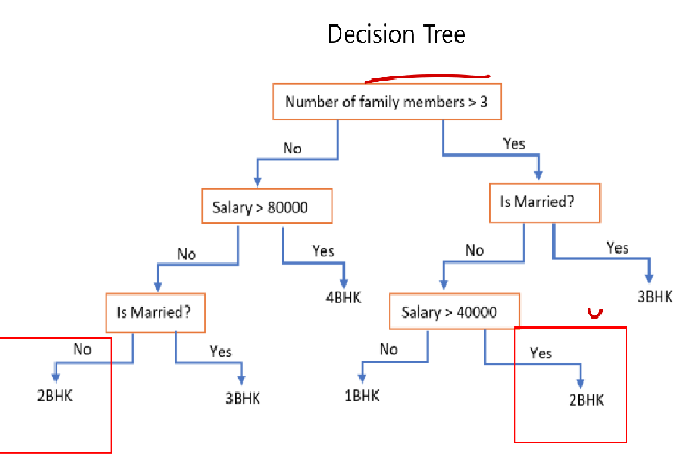 Decision Tree
Number of family members > 3
No
Yes
Salary > 80000
Is Married?
No
Yes
No
Yes
4BHK
3BHK
Is Married?
Salary > 40000
No
Yes
No
Yes
2BHK
3BHK
1BHK
2BHK